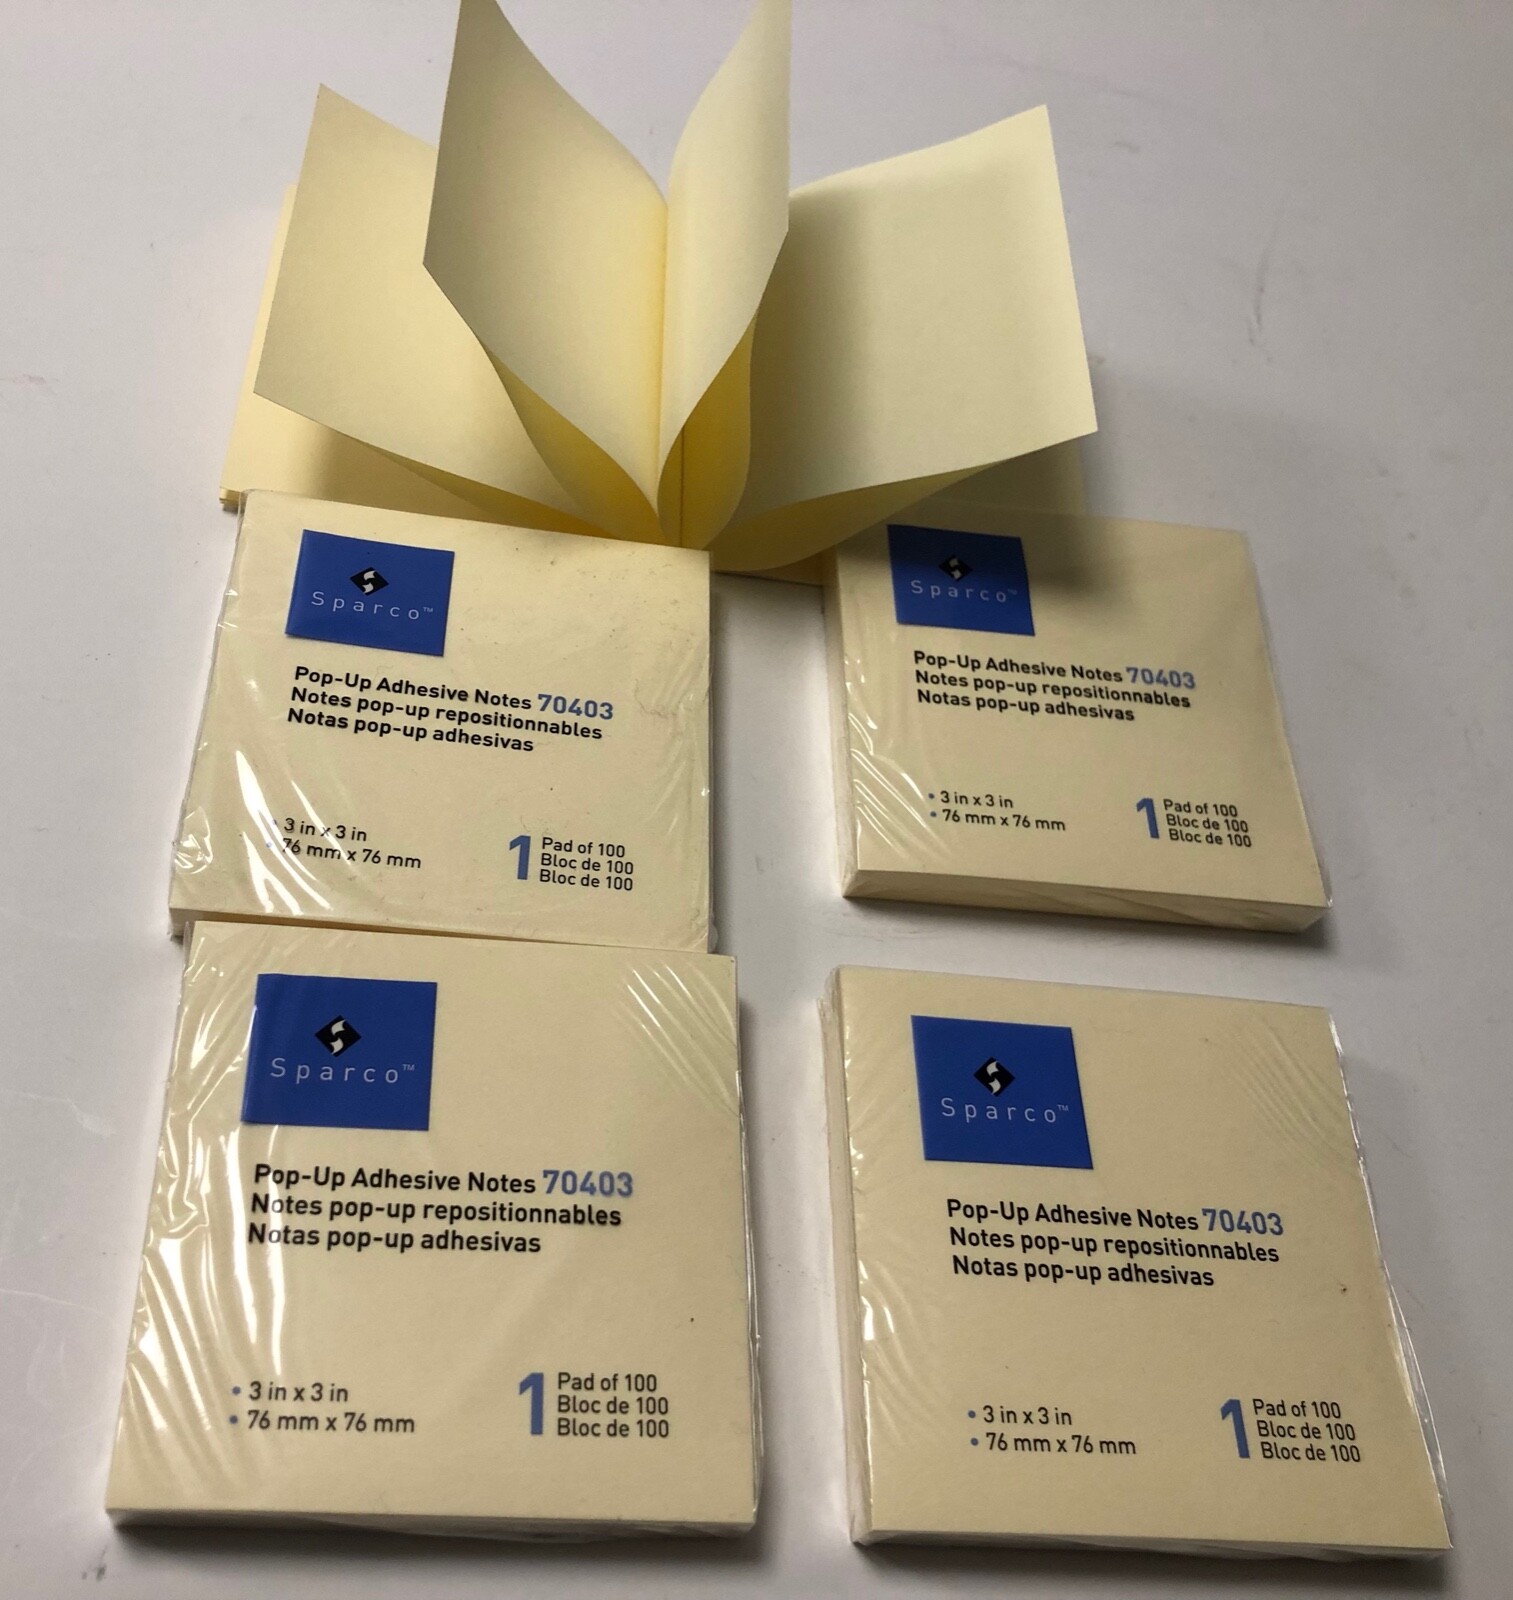 Sparco™
Pop-Up Adhesive Notes 70403
Notes pop-up repositionnables
Notas pop-up adhesivas
• 3 in x 3 in
• 76 mm x 76 mm
1 Pad of 100
Bloc de 100
Bloc de 100
Sparco™
Pop-Up Adhesive Notes 70403
Notes pop-up repositionnables
Notas pop-up adhesivas
• 3 in x 3 in
• 76 mm x 76 mm
1 Pad of 100
Bloc de 100
Bloc de 100
Sparco™
Pop-Up Adhesive Notes 70403
Notes pop-up repositionnables
Notas pop-up adhesivas
• 3 in x 3 in
• 76 mm x 76 mm
1 Pad of 100
Bloc de 100
Bloc de 100
Sparco™
Pop-Up Adhesive Notes 70403
Notes pop-up repositionnables
Notas pop-up adhesivas
• 3 in x 3 in
• 76 mm x 76 mm
1 Pad of 100
Bloc de 100
Bloc de 100